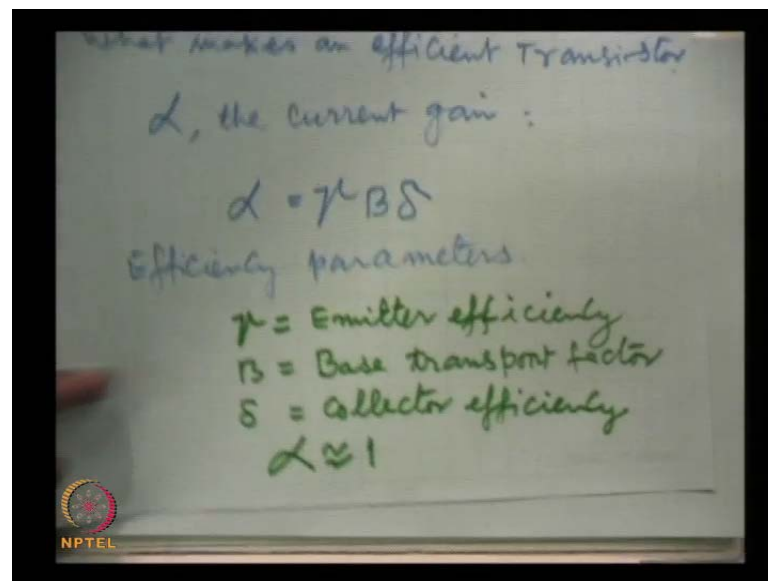 What makes an efficient Transistor
α, the current gain :
α = γ B δ
Efficiency parameters.
γ = Emitter efficiency
B = Base transport factor
δ = collector efficiency
α ≈ 1
NPTEL